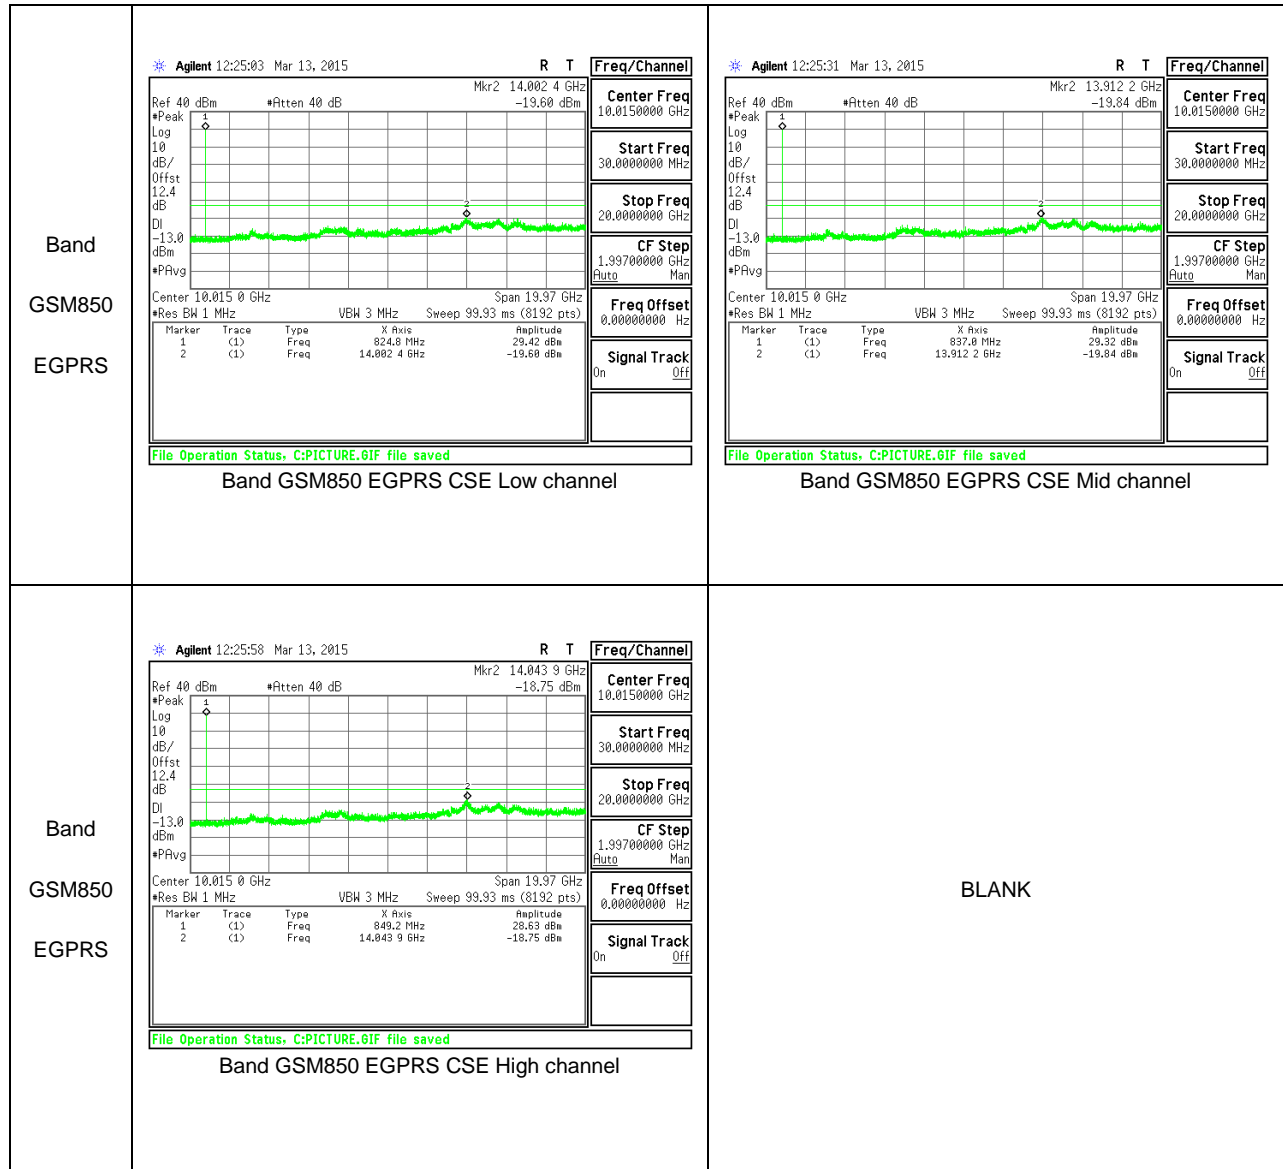 Band
GSM850
EGPRS
Agilent 12:25:03 Mar 13, 2015 R T
Mkr2 14.002 4 GHz
Ref 40 dBm #Atten 40 dB -19.60 dBm
#Peak
Log
10
dB/
Offst
12.4
dB
DI
-13.0
dBm
#PAvg
1
2
Center 10.015 0 GHz Span 19.97 GHz
#Res BW 1 MHz VBW 3 MHz Sweep 99.93 ms (8192 pts)
Marker Trace Type X Axis Amplitude
1 (1) Freq 824.8 MHz 29.42 dBm
2 (1) Freq 14.002 4 GHz -19.60 dBm
File Operation Status, C:PICTURE.GIF file saved
Freq/Channel
Center Freq
10.0150000 GHz
Start Freq
30.0000000 MHz
Stop Freq
20.0000000 GHz
CF Step
1.99700000 GHz
Auto Man
Freq Offset
0.00000000 Hz
Signal Track
On Off
Band GSM850 EGPRS CSE Low channel
Agilent 12:25:31 Mar 13, 2015 R T
Mkr2 13.912 2 GHz
Ref 40 dBm #Atten 40 dB -19.84 dBm
#Peak
Log
10
dB/
Offst
12.4
dB
DI
-13.0
dBm
#PAvg
1
2
Center 10.015 0 GHz Span 19.97 GHz
#Res BW 1 MHz VBW 3 MHz Sweep 99.93 ms (8192 pts)
Marker Trace Type X Axis Amplitude
1 (1) Freq 837.0 MHz 29.32 dBm
2 (1) Freq 13.912 2 GHz -19.84 dBm
File Operation Status, C:PICTURE.GIF file saved
Freq/Channel
Center Freq
10.0150000 GHz
Start Freq
30.0000000 MHz
Stop Freq
20.0000000 GHz
CF Step
1.99700000 GHz
Auto Man
Freq Offset
0.00000000 Hz
Signal Track
On Off
Band GSM850 EGPRS CSE Mid channel
Band
GSM850
EGPRS
Agilent 12:25:58 Mar 13, 2015 R T
Mkr2 14.043 9 GHz
Ref 40 dBm #Atten 40 dB -18.75 dBm
#Peak
Log
10
dB/
Offst
12.4
dB
DI
-13.0
dBm
#PAvg
1
2
Center 10.015 0 GHz Span 19.97 GHz
#Res BW 1 MHz VBW 3 MHz Sweep 99.93 ms (8192 pts)
Marker Trace Type X Axis Amplitude
1 (1) Freq 849.2 MHz 28.63 dBm
2 (1) Freq 14.043 9 GHz -18.75 dBm
File Operation Status, C:PICTURE.GIF file saved
Freq/Channel
Center Freq
10.0150000 GHz
Start Freq
30.0000000 MHz
Stop Freq
20.0000000 GHz
CF Step
1.99700000 GHz
Auto Man
Freq Offset
0.00000000 Hz
Signal Track
On Off
Band GSM850 EGPRS CSE High channel
BLANK